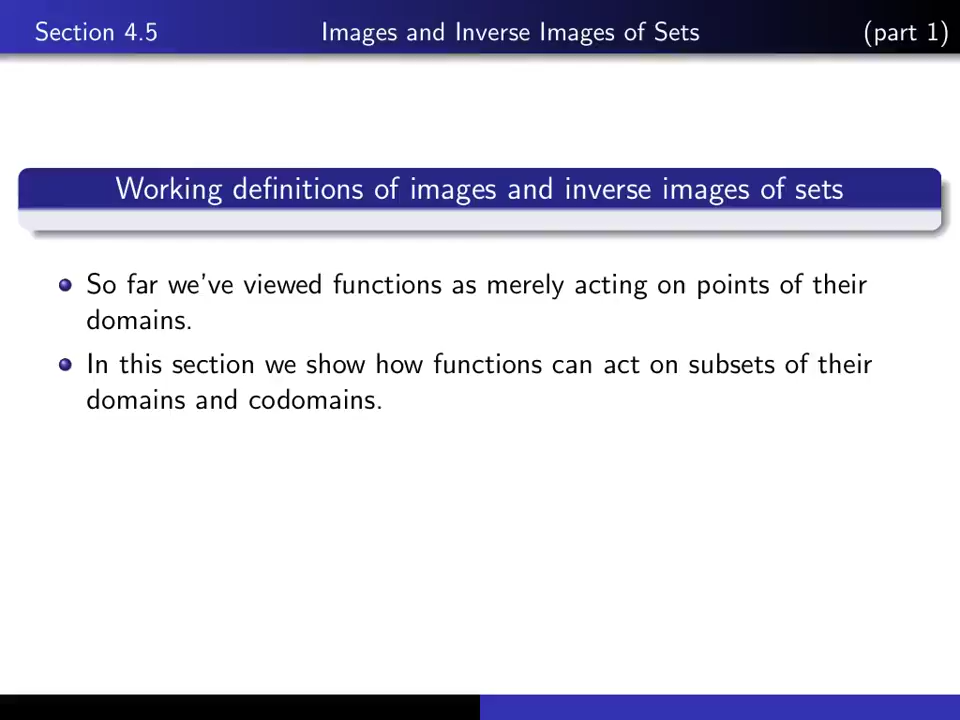 Section 4.5 Images and Inverse Images of Sets (part 1)
Working definitions of images and inverse images of sets
So far we've viewed functions as merely acting on points of their
domains.
In this section we show how functions can act on subsets of their
domains and codomains.